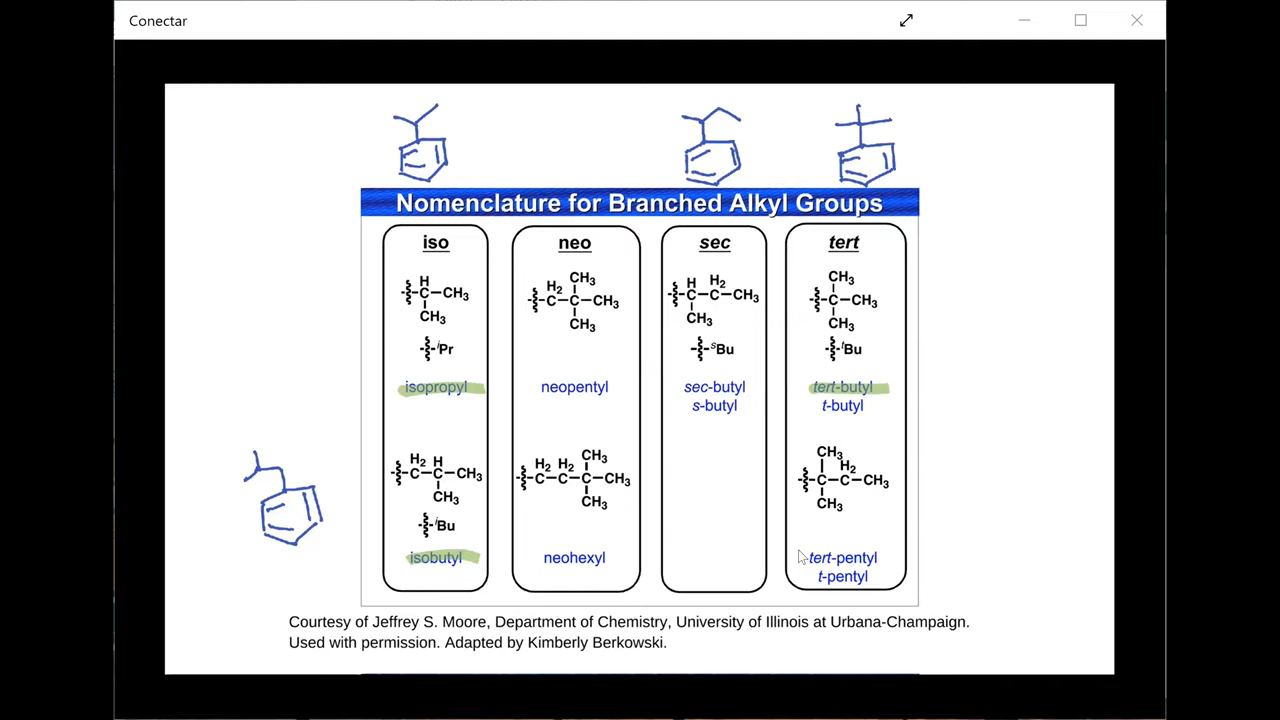 Conectar
Nomenclature for Branched Alkyl Groups
iso
neo
sec
tert
H
C—CH3
CH3
iPr
isopropyl
H2 CH3
C—C—CH3
CH3
neopentyl
H H2
C—C—CH3
CH3
sBu
sec-butyl
s-butyl
CH3
C—CH3
CH3
tBu
tert-butyl
t-butyl
H2 H
C—C—CH3
CH3
iBu
isobutyl
H2 H2 CH3
C—C—C—CH3
CH3
neohexyl
CH3
H2
C—C—CH3
CH3
tert-pentyl
t-pentyl
Courtesy of Jeffrey S. Moore, Department of Chemistry, University of Illinois at Urbana-Champaign.
Used with permission. Adapted by Kimberly Berkowski.